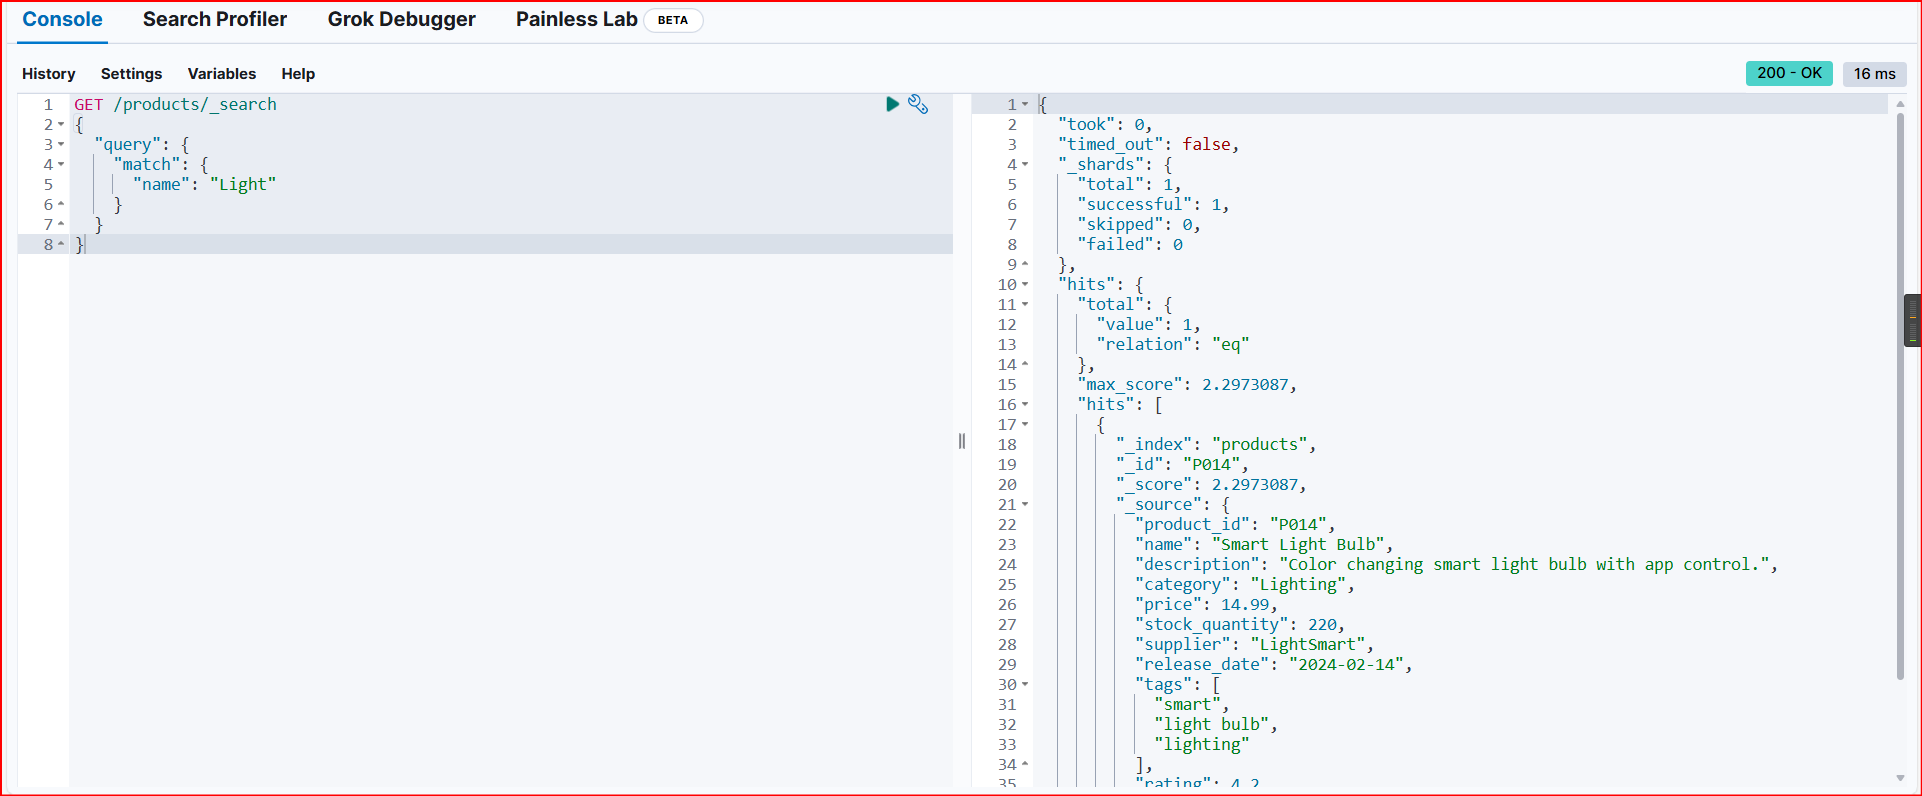 Console Search Profiler Grok Debugger Painless Lab BETA
History Settings Variables Help 200 - OK 16 ms
1 GET /products/_search
2 {
3 "query": {
4 "match": {
5 "name": "Light"
6 }
7 }
8 }
1 {
2 "took": 0,
3 "timed_out": false,
4 "_shards": {
5 "total": 1,
6 "successful": 1,
7 "skipped": 0,
8 "failed": 0
9 },
10 "hits": {
11 "total": {
12 "value": 1,
13 "relation": "eq"
14 },
15 "max_score": 2.2973087,
16 "hits": [
17 {
18 "_index": "products",
19 "_id": "P014",
20 "_score": 2.2973087,
21 "_source": {
22 "product_id": "P014",
23 "name": "Smart Light Bulb",
24 "description": "Color changing smart light bulb with app control.",
25 "category": "Lighting",
26 "price": 14.99,
27 "stock_quantity": 220,
28 "supplier": "LightSmart",
29 "release_date": "2024-02-14",
30 "tags": [
31 "smart",
32 "light bulb",
33 "lighting"
34 ],
35 "rating": 4.2